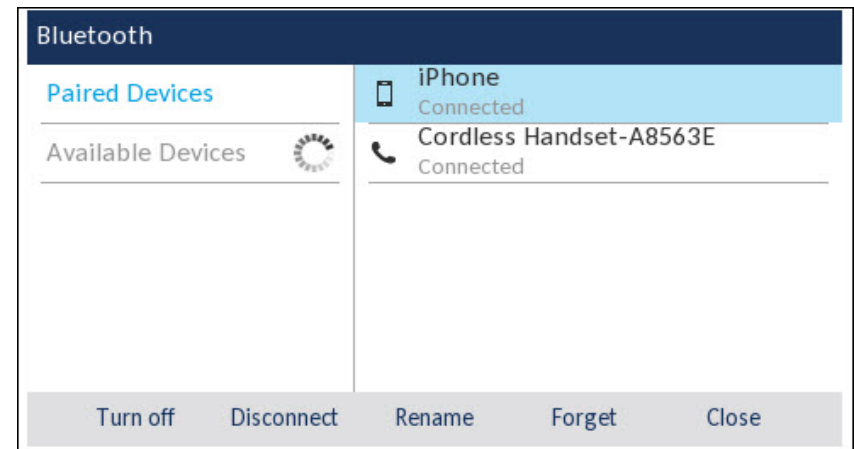 Bluetooth
Paired Devices
Available Devices
iPhone
Connected
Cordless Handset-A8563E
Connected
Turn off Disconnect Rename Forget Close